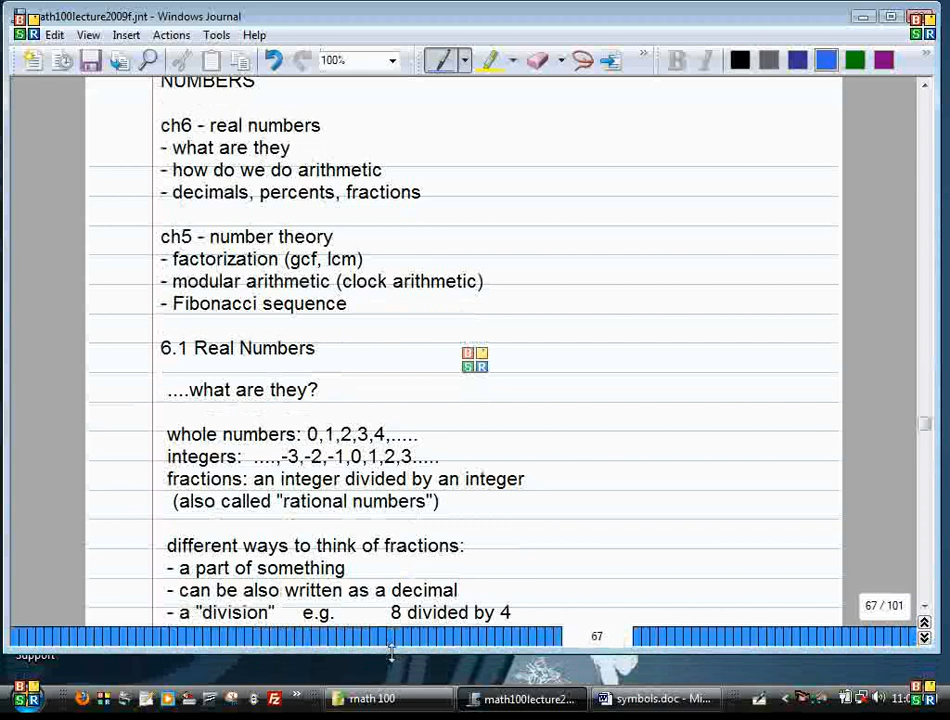 ath100lecture2009f.jnt - Windows Journal
Edit View Insert Actions Tools Help
100%
NUMBERS
ch6 - real numbers
- what are they
- how do we do arithmetic
- decimals, percents, fractions
ch5 - number theory
- factorization (gcf, lcm)
- modular arithmetic (clock arithmetic)
- Fibonacci sequence
6.1 Real Numbers
B S R
....what are they?
whole numbers: 0,1,2,3,4,.....
integers: ....,-3,-2,-1,0,1,2,3.....
fractions: an integer divided by an integer
(also called "rational numbers")
different ways to think of fractions:
- a part of something
- can be also written as a decimal
- a "division" e.g. 8 divided by 4
67 / 101
67
support
math 100
math100lecture2...
symbols.doc - Mi...